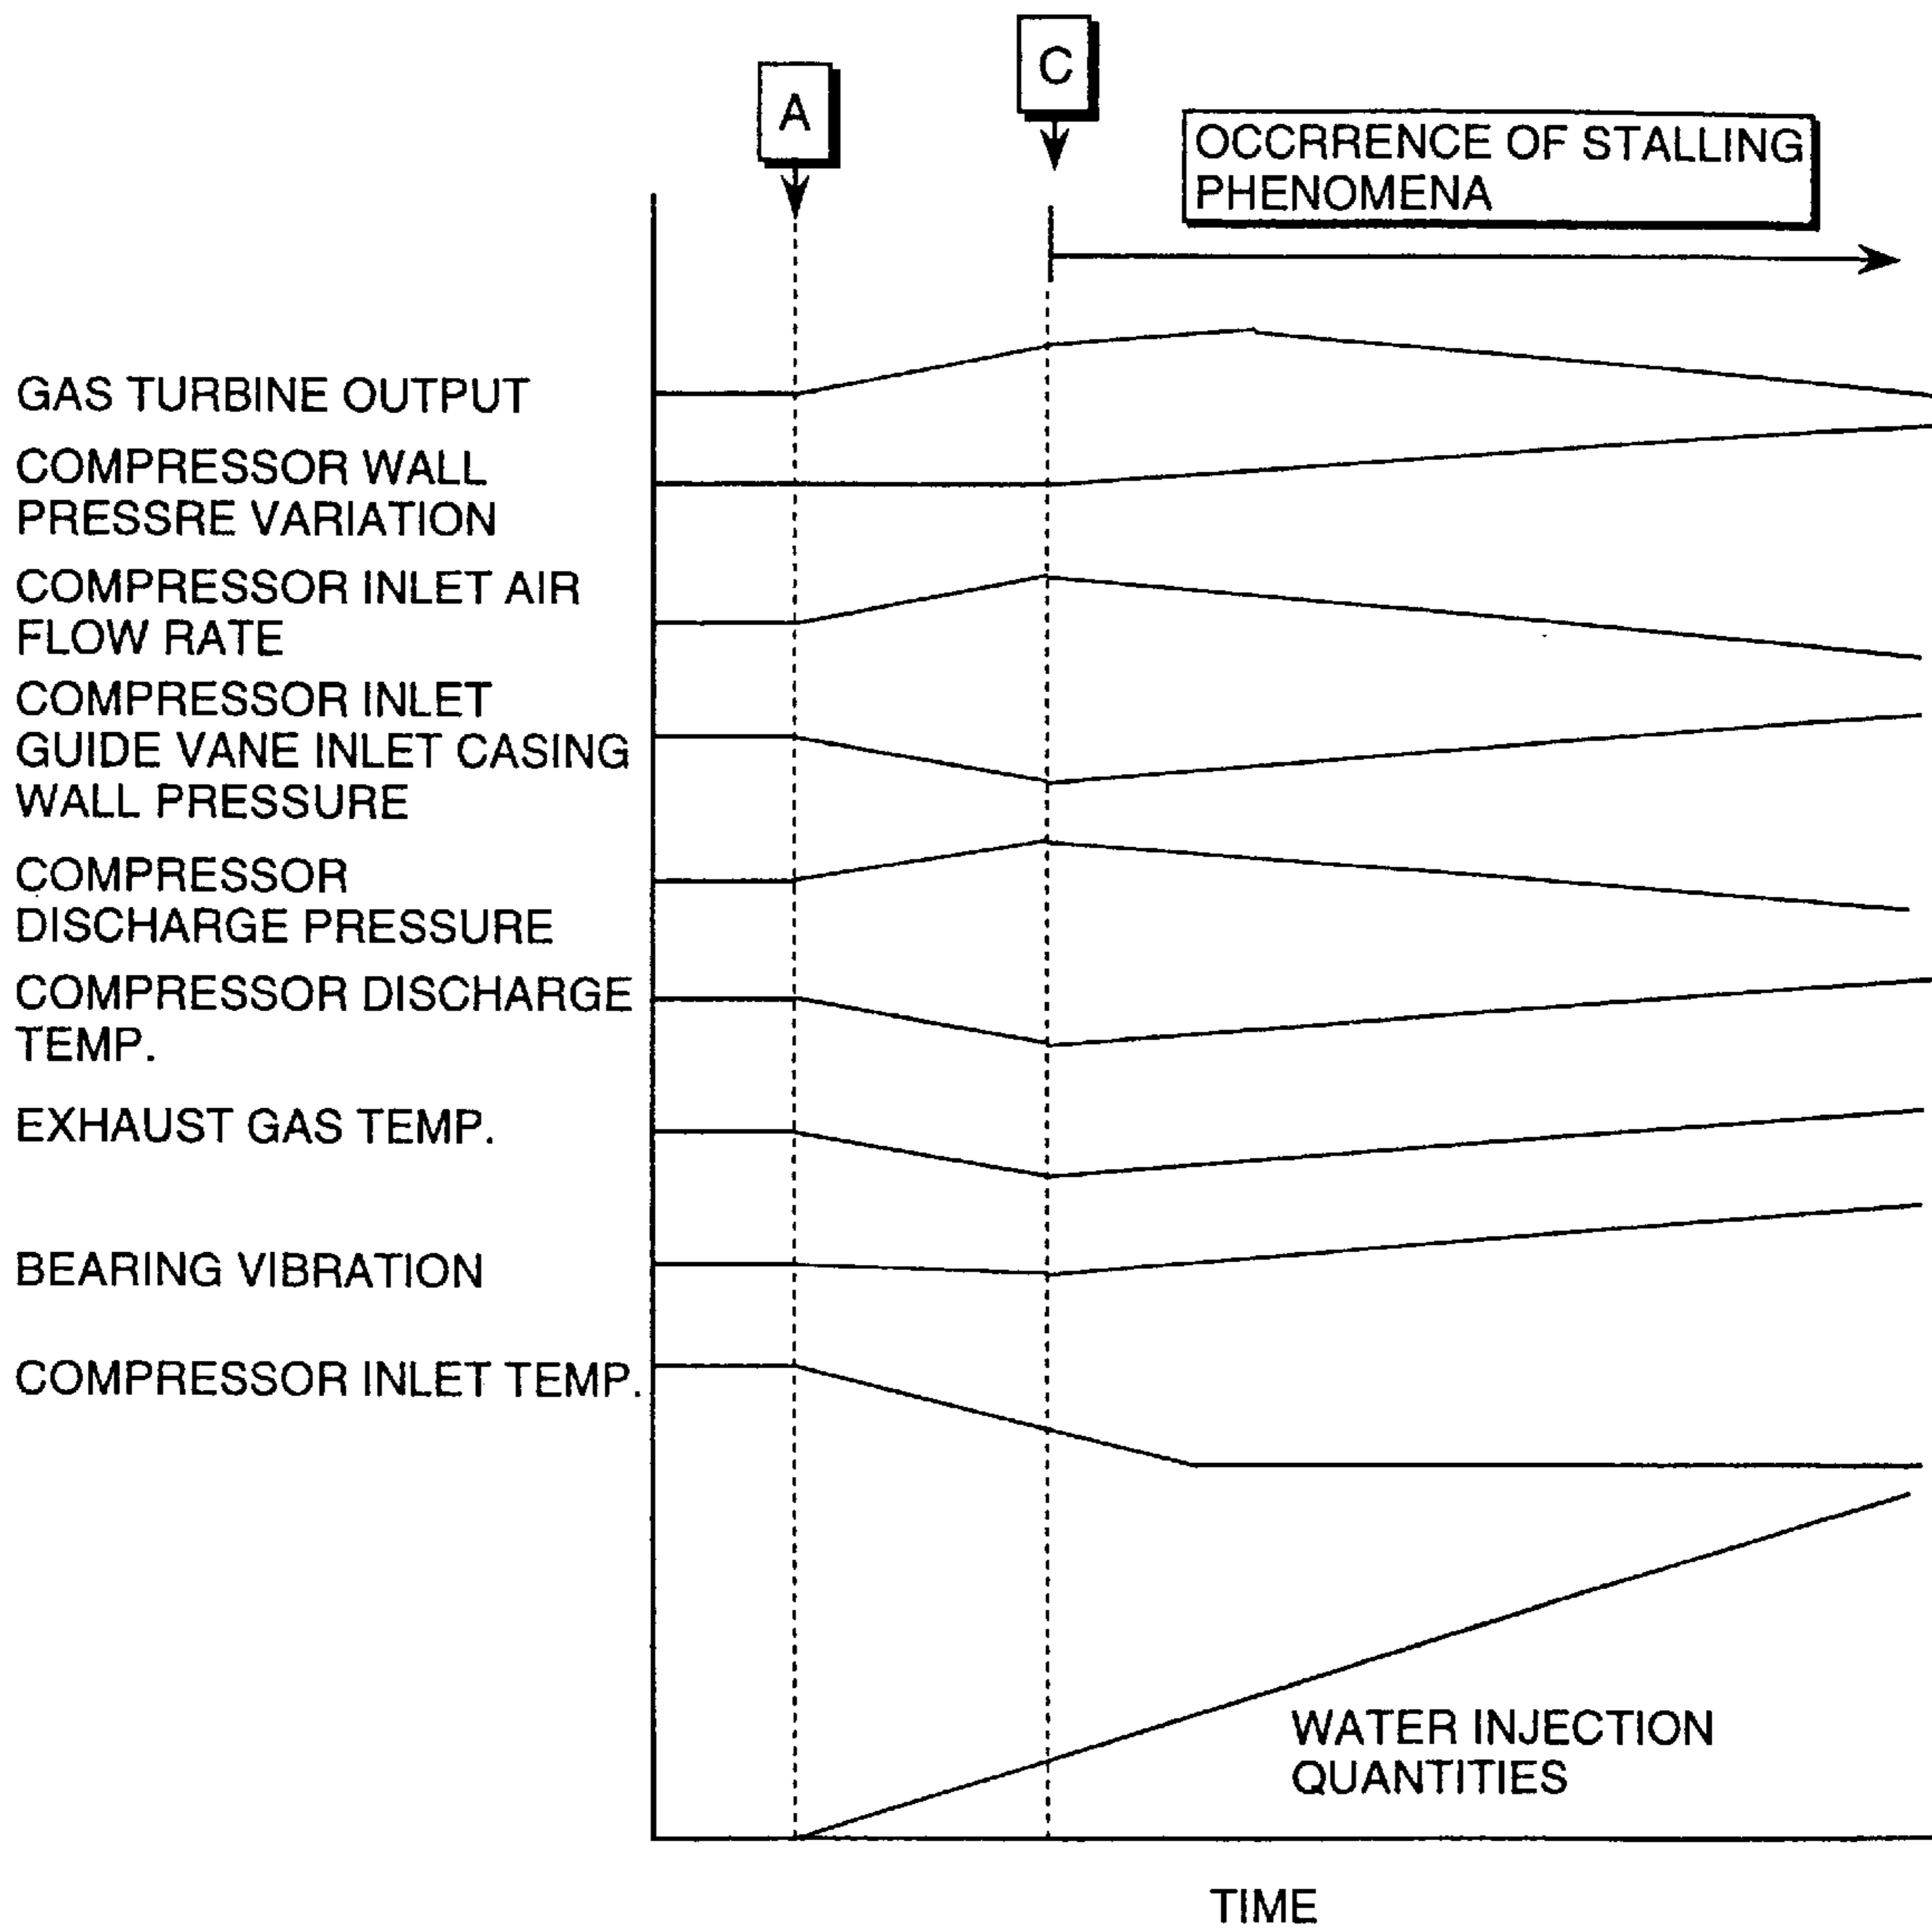 C
A
OCCRRENCE OF STALLING
PHENOMENA
GAS TURBINE OUTPUT
COMPRESSOR WALL
PRESSRE VARIATION
COMPRESSOR INLET AIR
FLOW RATE
COMPRESSOR INLET
GUIDE VANE INLET CASING
WALL PRESSURE
COMPRESSOR
DISCHARGE PRESSURE
COMPRESSOR DISCHARGE
TEMP.
EXHAUST GAS TEMP.
BEARING VIBRATION
COMPRESSOR INLET TEMP.
WATER INJECTION
QUANTITIES
TIME